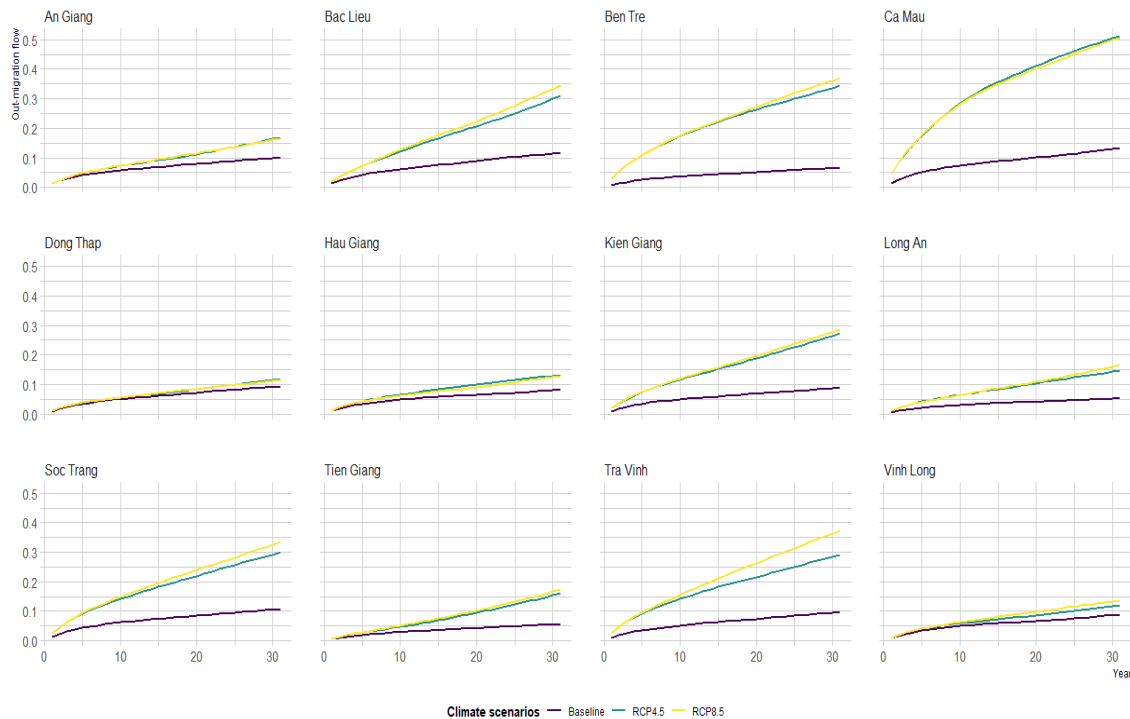 An Giang Bac Lieu Ben Tre Ca Mau
Out-migration flow
0.5
0.4
0.3
0.2
0.1
0.0
Dong Thap Hau Giang Kien Giang Long An
0.5
0.4
0.3
0.2
0.1
0.0
Soc Trang Tien Giang Tra Vinh Vinh Long
0.5
0.4
0.3
0.2
0.1
0.0
0 10 20 30 0 10 20 30 0 10 20 30 0 10 20 30
Year
Climate scenarios Baseline RCP4.5 RCP8.5